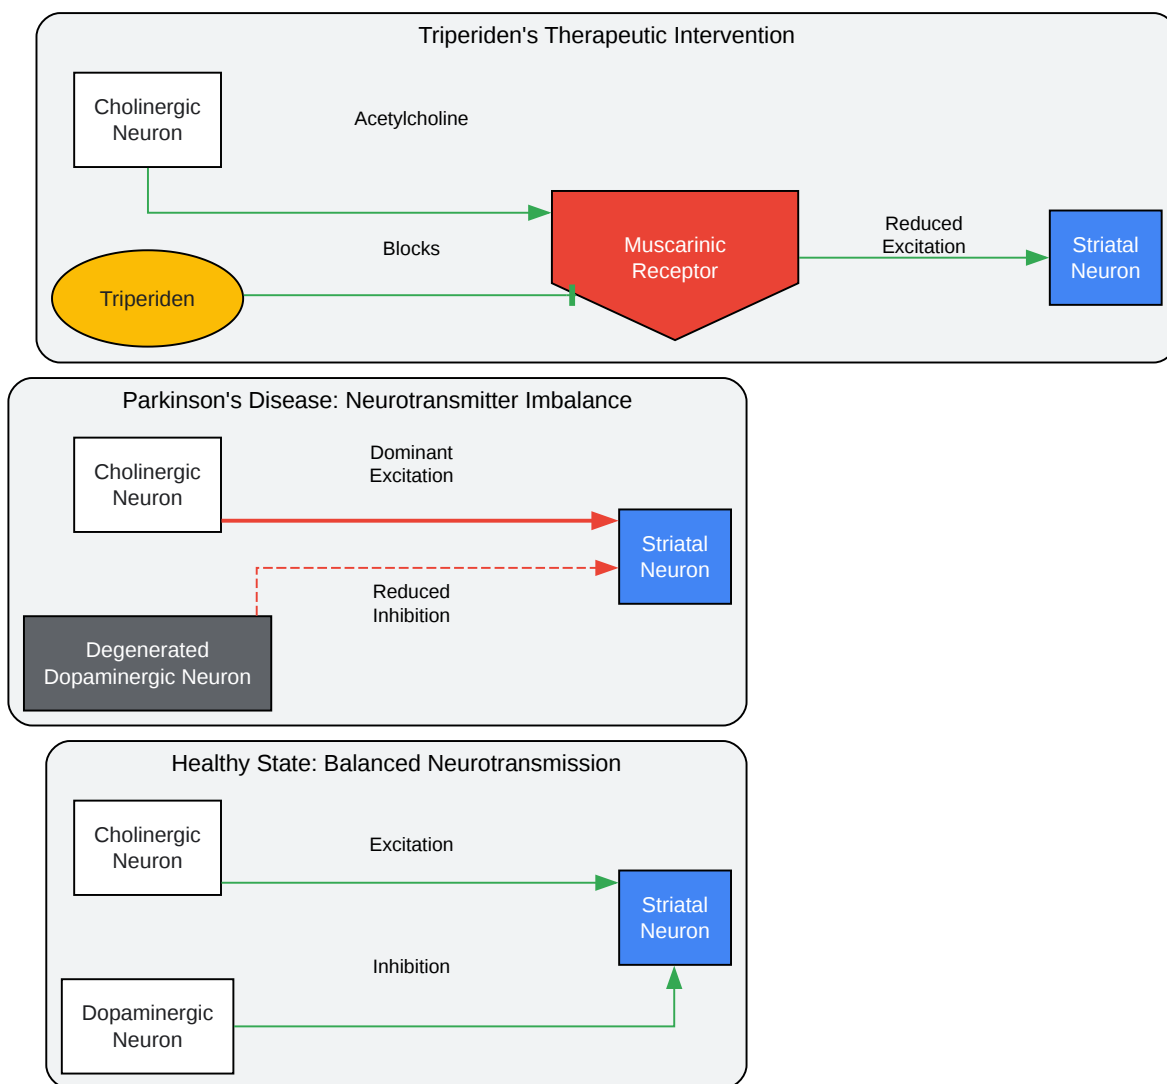 Triperiden's Therapeutic Intervention
Cholinergic
Neuron
Acetylcholine
Blocks
Triperiden
Muscarinic
Receptor
Reduced
Excitation
Striatal
Neuron
Parkinson's Disease: Neurotransmitter Imbalance
Cholinergic
Neuron
Dominant
Excitation
Striatal
Neuron
Reduced
Inhibition
Degenerated
Dopaminergic Neuron
Healthy State: Balanced Neurotransmission
Cholinergic
Neuron
Excitation
Striatal
Neuron
Inhibition
Dopaminergic
Neuron